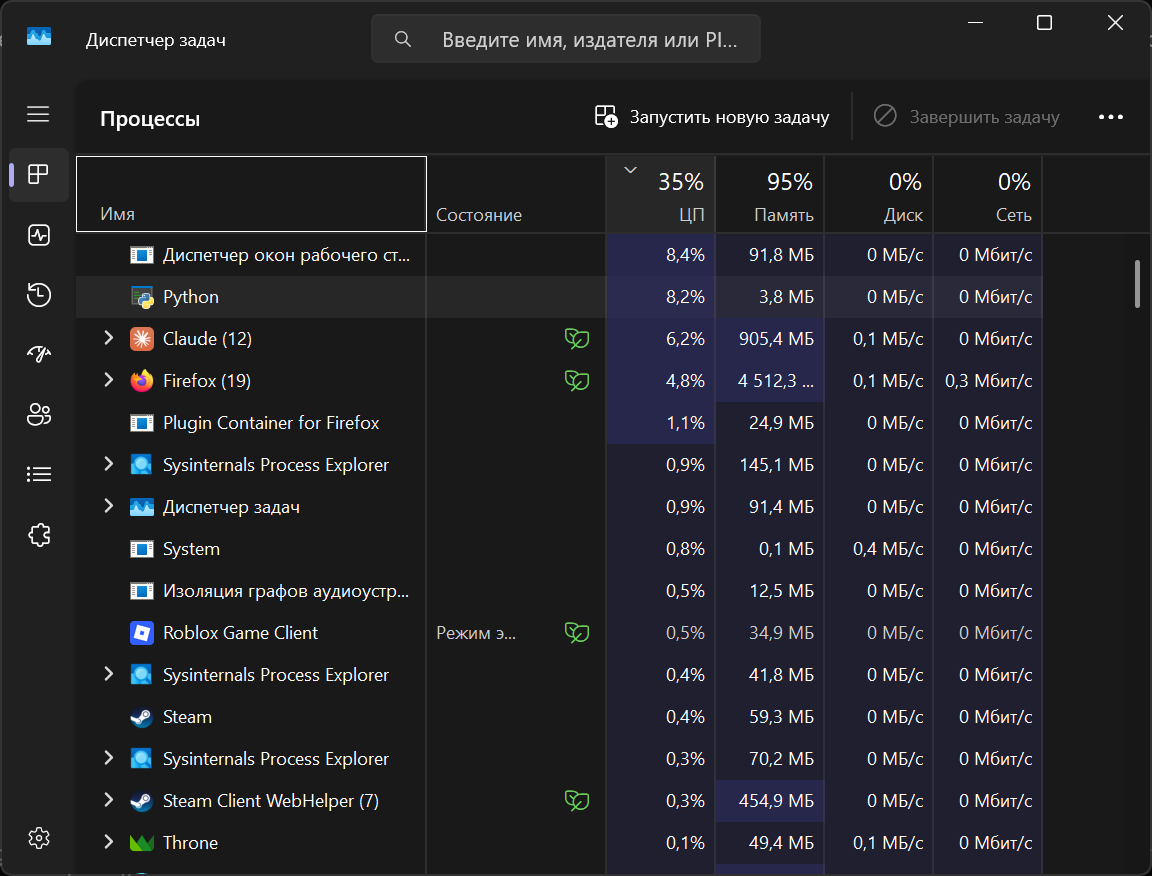 Диспетчер задач
Введите имя, издателя или PI...
Процессы
Запустить новую задачу
Завершить задачу
35% 95% 0% 0%
Имя Состояние ЦП Память Диск Сеть
Диспетчер окон рабочего ст... 8,4% 91,8 МБ 0 МБ/с 0 Мбит/с
Python 8,2% 3,8 МБ 0 МБ/с 0 Мбит/с
Claude (12) 6,2% 905,4 МБ 0,1 МБ/с 0 Мбит/с
Firefox (19) 4,8% 4 512,3 ... 0,1 МБ/с 0,3 Мбит/с
Plugin Container for Firefox 1,1% 24,9 МБ 0 МБ/с 0 Мбит/с
Sysinternals Process Explorer 0,9% 145,1 МБ 0 МБ/с 0 Мбит/с
Диспетчер задач 0,9% 91,4 МБ 0 МБ/с 0 Мбит/с
System 0,8% 0,1 МБ 0,4 МБ/с 0 Мбит/с
Изоляция графов аудиоустр... 0,5% 12,5 МБ 0 МБ/с 0 Мбит/с
Roblox Game Client Режим э... 0,5% 34,9 МБ 0 МБ/с 0 Мбит/с
Sysinternals Process Explorer 0,4% 41,8 МБ 0 МБ/с 0 Мбит/с
Steam 0,4% 59,3 МБ 0 МБ/с 0 Мбит/с
Sysinternals Process Explorer 0,3% 70,2 МБ 0 МБ/с 0 Мбит/с
Steam Client WebHelper (7) 0,3% 454,9 МБ 0 МБ/с 0 Мбит/с
Throne 0,1% 49,4 МБ 0,1 МБ/с 0 Мбит/с